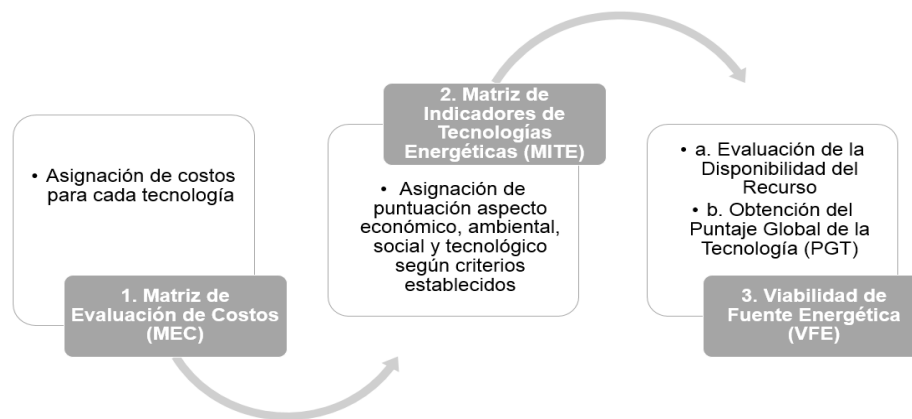 • Asignación de costos
para cada tecnología
1. Matriz de
Evaluación de Costos
(MEC)
2. Matriz de
Indicadores de
Tecnologías
Energéticas (MITE)
• Asignación de
puntuación aspecto
económico, ambiental,
social y tecnológico
según criterios
establecidos
• a. Evaluación de la
Disponibilidad del
Recurso
• b. Obtención del
Puntaje Global de la
Tecnología (PGT)
3. Viabilidad de
Fuente Energética
(VFE)